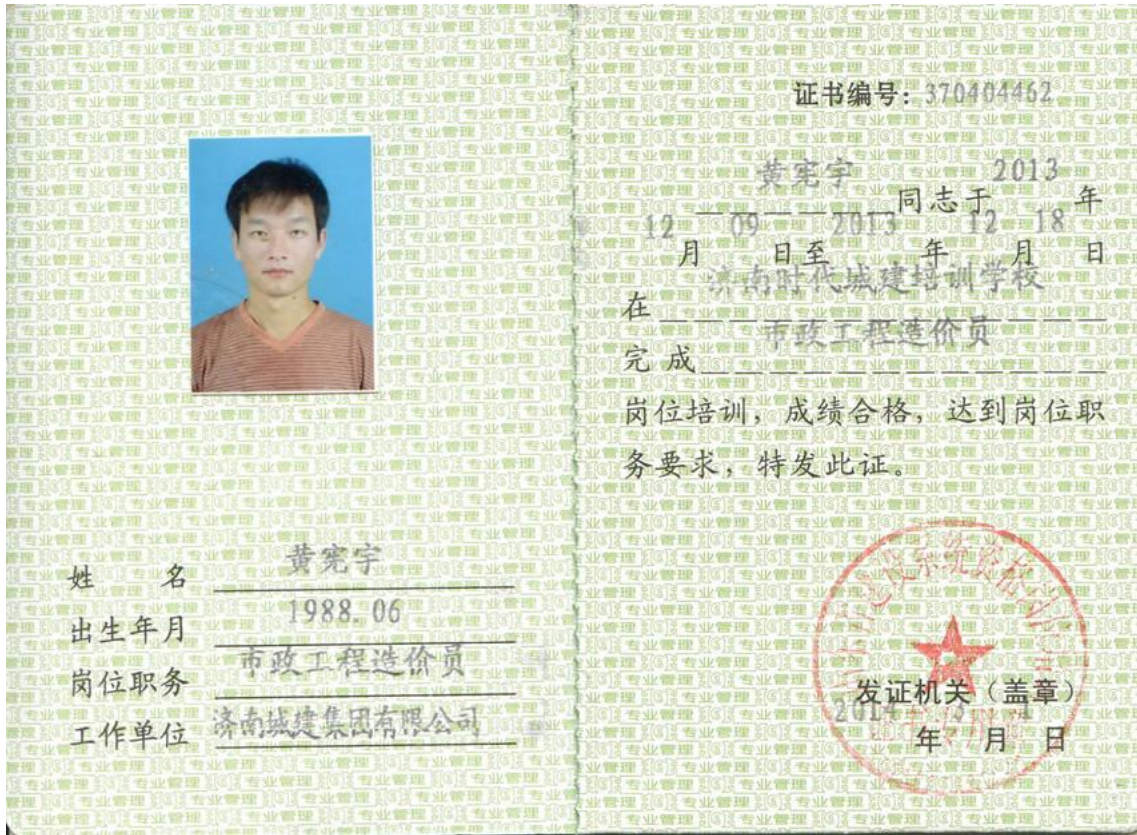 姓 名 黄宪宇
出生年月 1988.06
岗位职务 市政工程造价员
工作单位 济南城建集团有限公司
证书编号：370404462
黄宪宇 同志于 2013 年
12 月 09 日至 2013 年 12 月 18 日
在 济南时代城建培训学校
完成 市政工程造价员
岗位培训，成绩合格，达到岗位职
务要求，特发此证。
发证机关（盖章）
2014 年 月 日